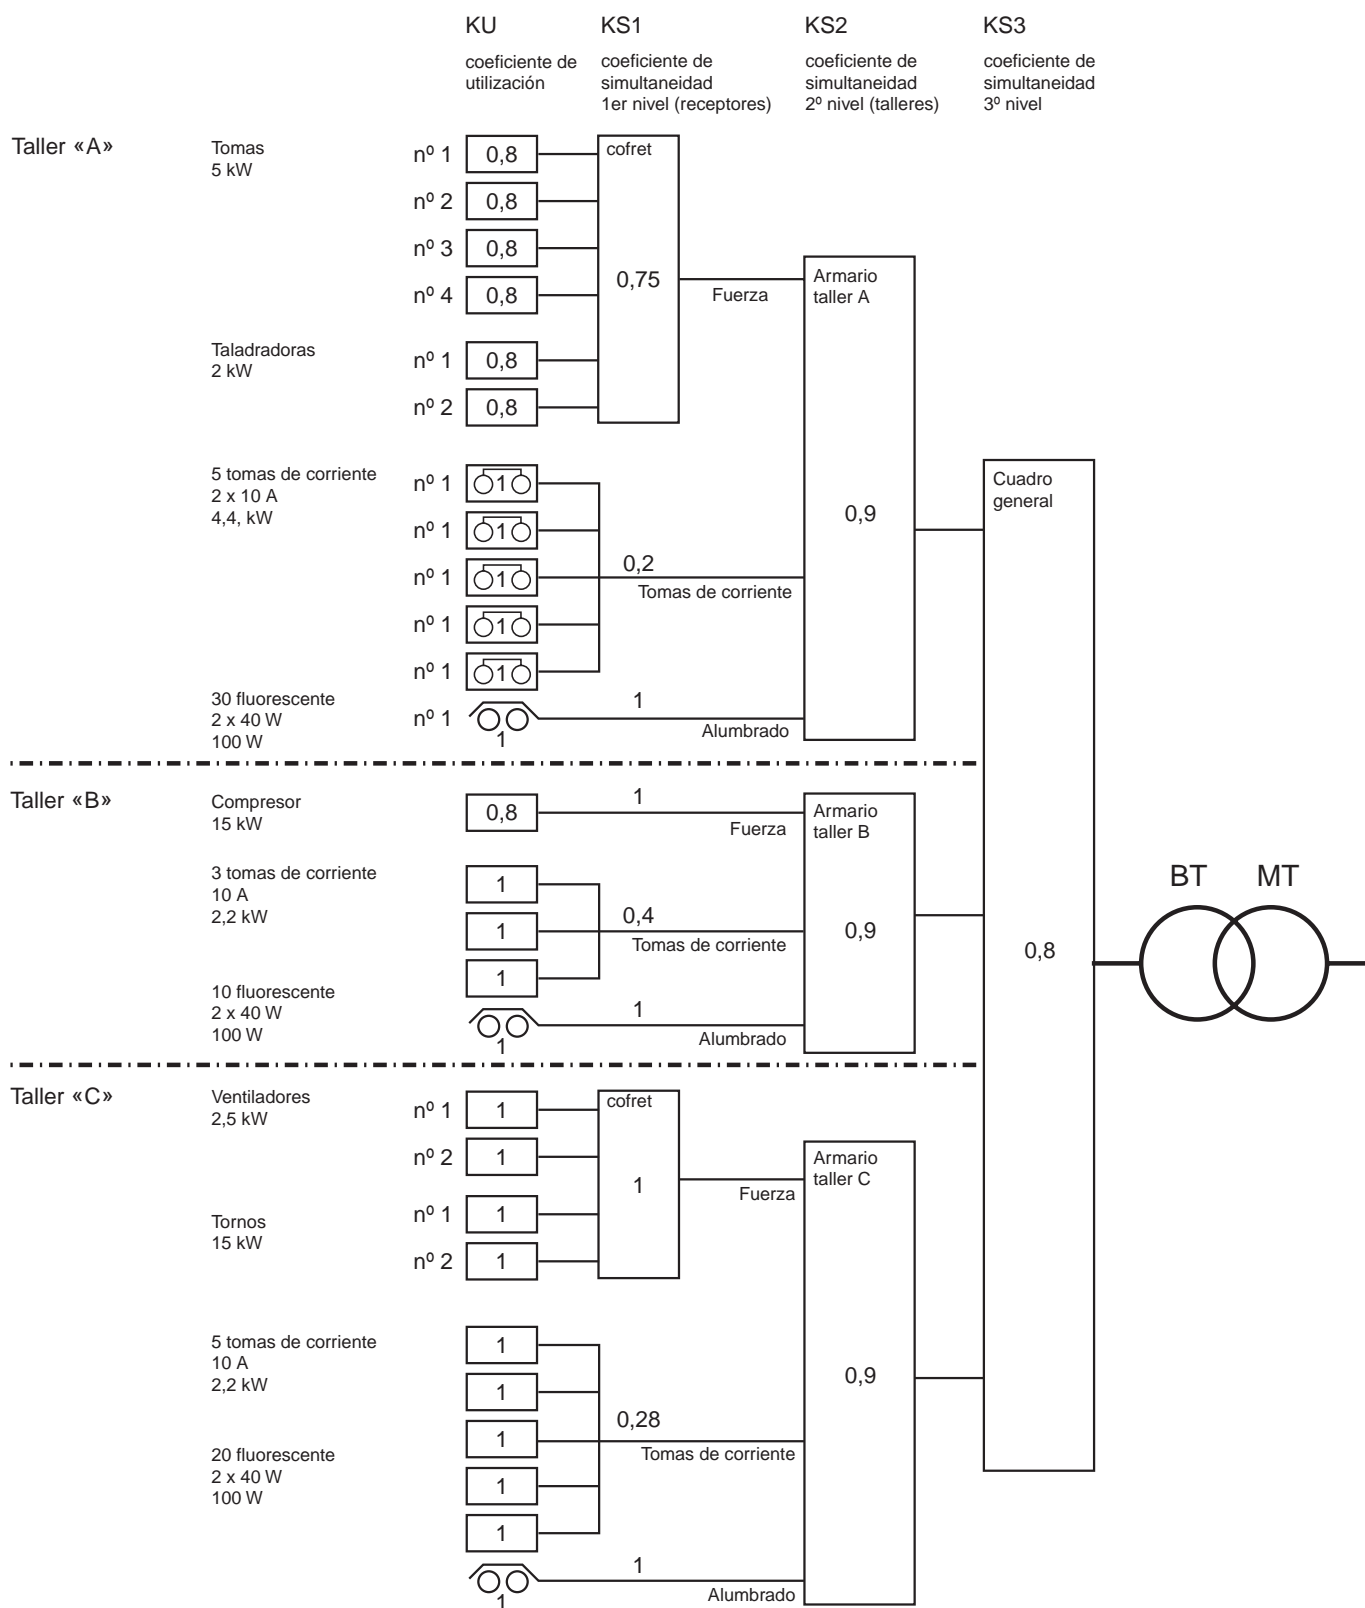 KU
KS1
KS2
KS3
coeficiente de
utilización
coeficiente de
simultaneidad
1er nivel (receptores)
coeficiente de
simultaneidad
2º nivel (talleres)
coeficiente de
simultaneidad
3º nivel
Taller «A»
Tomas
5 kW
nº 1
0,8
nº 2
0,8
nº 3
0,8
nº 4
0,8
Taladradoras
2 kW
nº 1
0,8
nº 2
0,8
cofret
0,75
Fuerza
5 tomas de corriente
2 x 10 A
4,4, kW
nº 1
1
nº 1
1
nº 1
1
nº 1
1
nº 1
1
0,2
Tomas de corriente
30 fluorescente
2 x 40 W
100 W
nº 1
1
1
Alumbrado
Armario
taller A
0,9
Cuadro
general
0,8
BT
MT
Taller «B»
Compresor
15 kW
0,8
1
Fuerza
3 tomas de corriente
10 A
2,2 kW
1
1
1
0,4
Tomas de corriente
10 fluorescente
2 x 40 W
100 W
1
1
Alumbrado
Armario
taller B
0,9
Taller «C»
Ventiladores
2,5 kW
nº 1
1
nº 2
1
Tornos
15 kW
nº 1
1
nº 2
1
cofret
1
Fuerza
5 tomas de corriente
10 A
2,2 kW
1
1
1
1
1
0,28
Tomas de corriente
20 fluorescente
2 x 40 W
100 W
1
1
Alumbrado
Armario
taller C
0,9